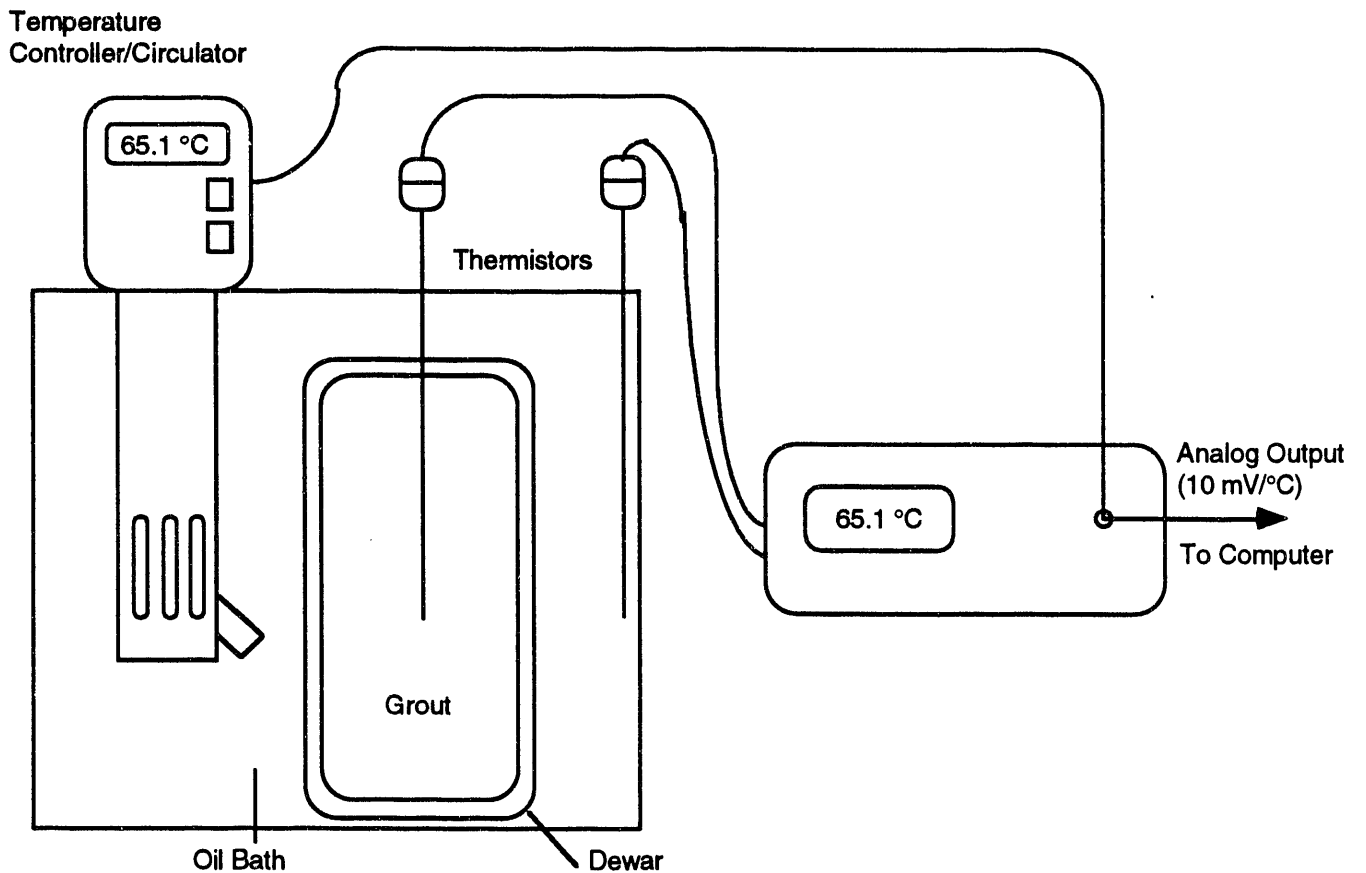 Temperature
Controller/Circulator
65.1 °C
Thermistors
Analog Output
(10 mV/°C)
65.1 °C
To Computer
Grout
Oil Bath
Dewar